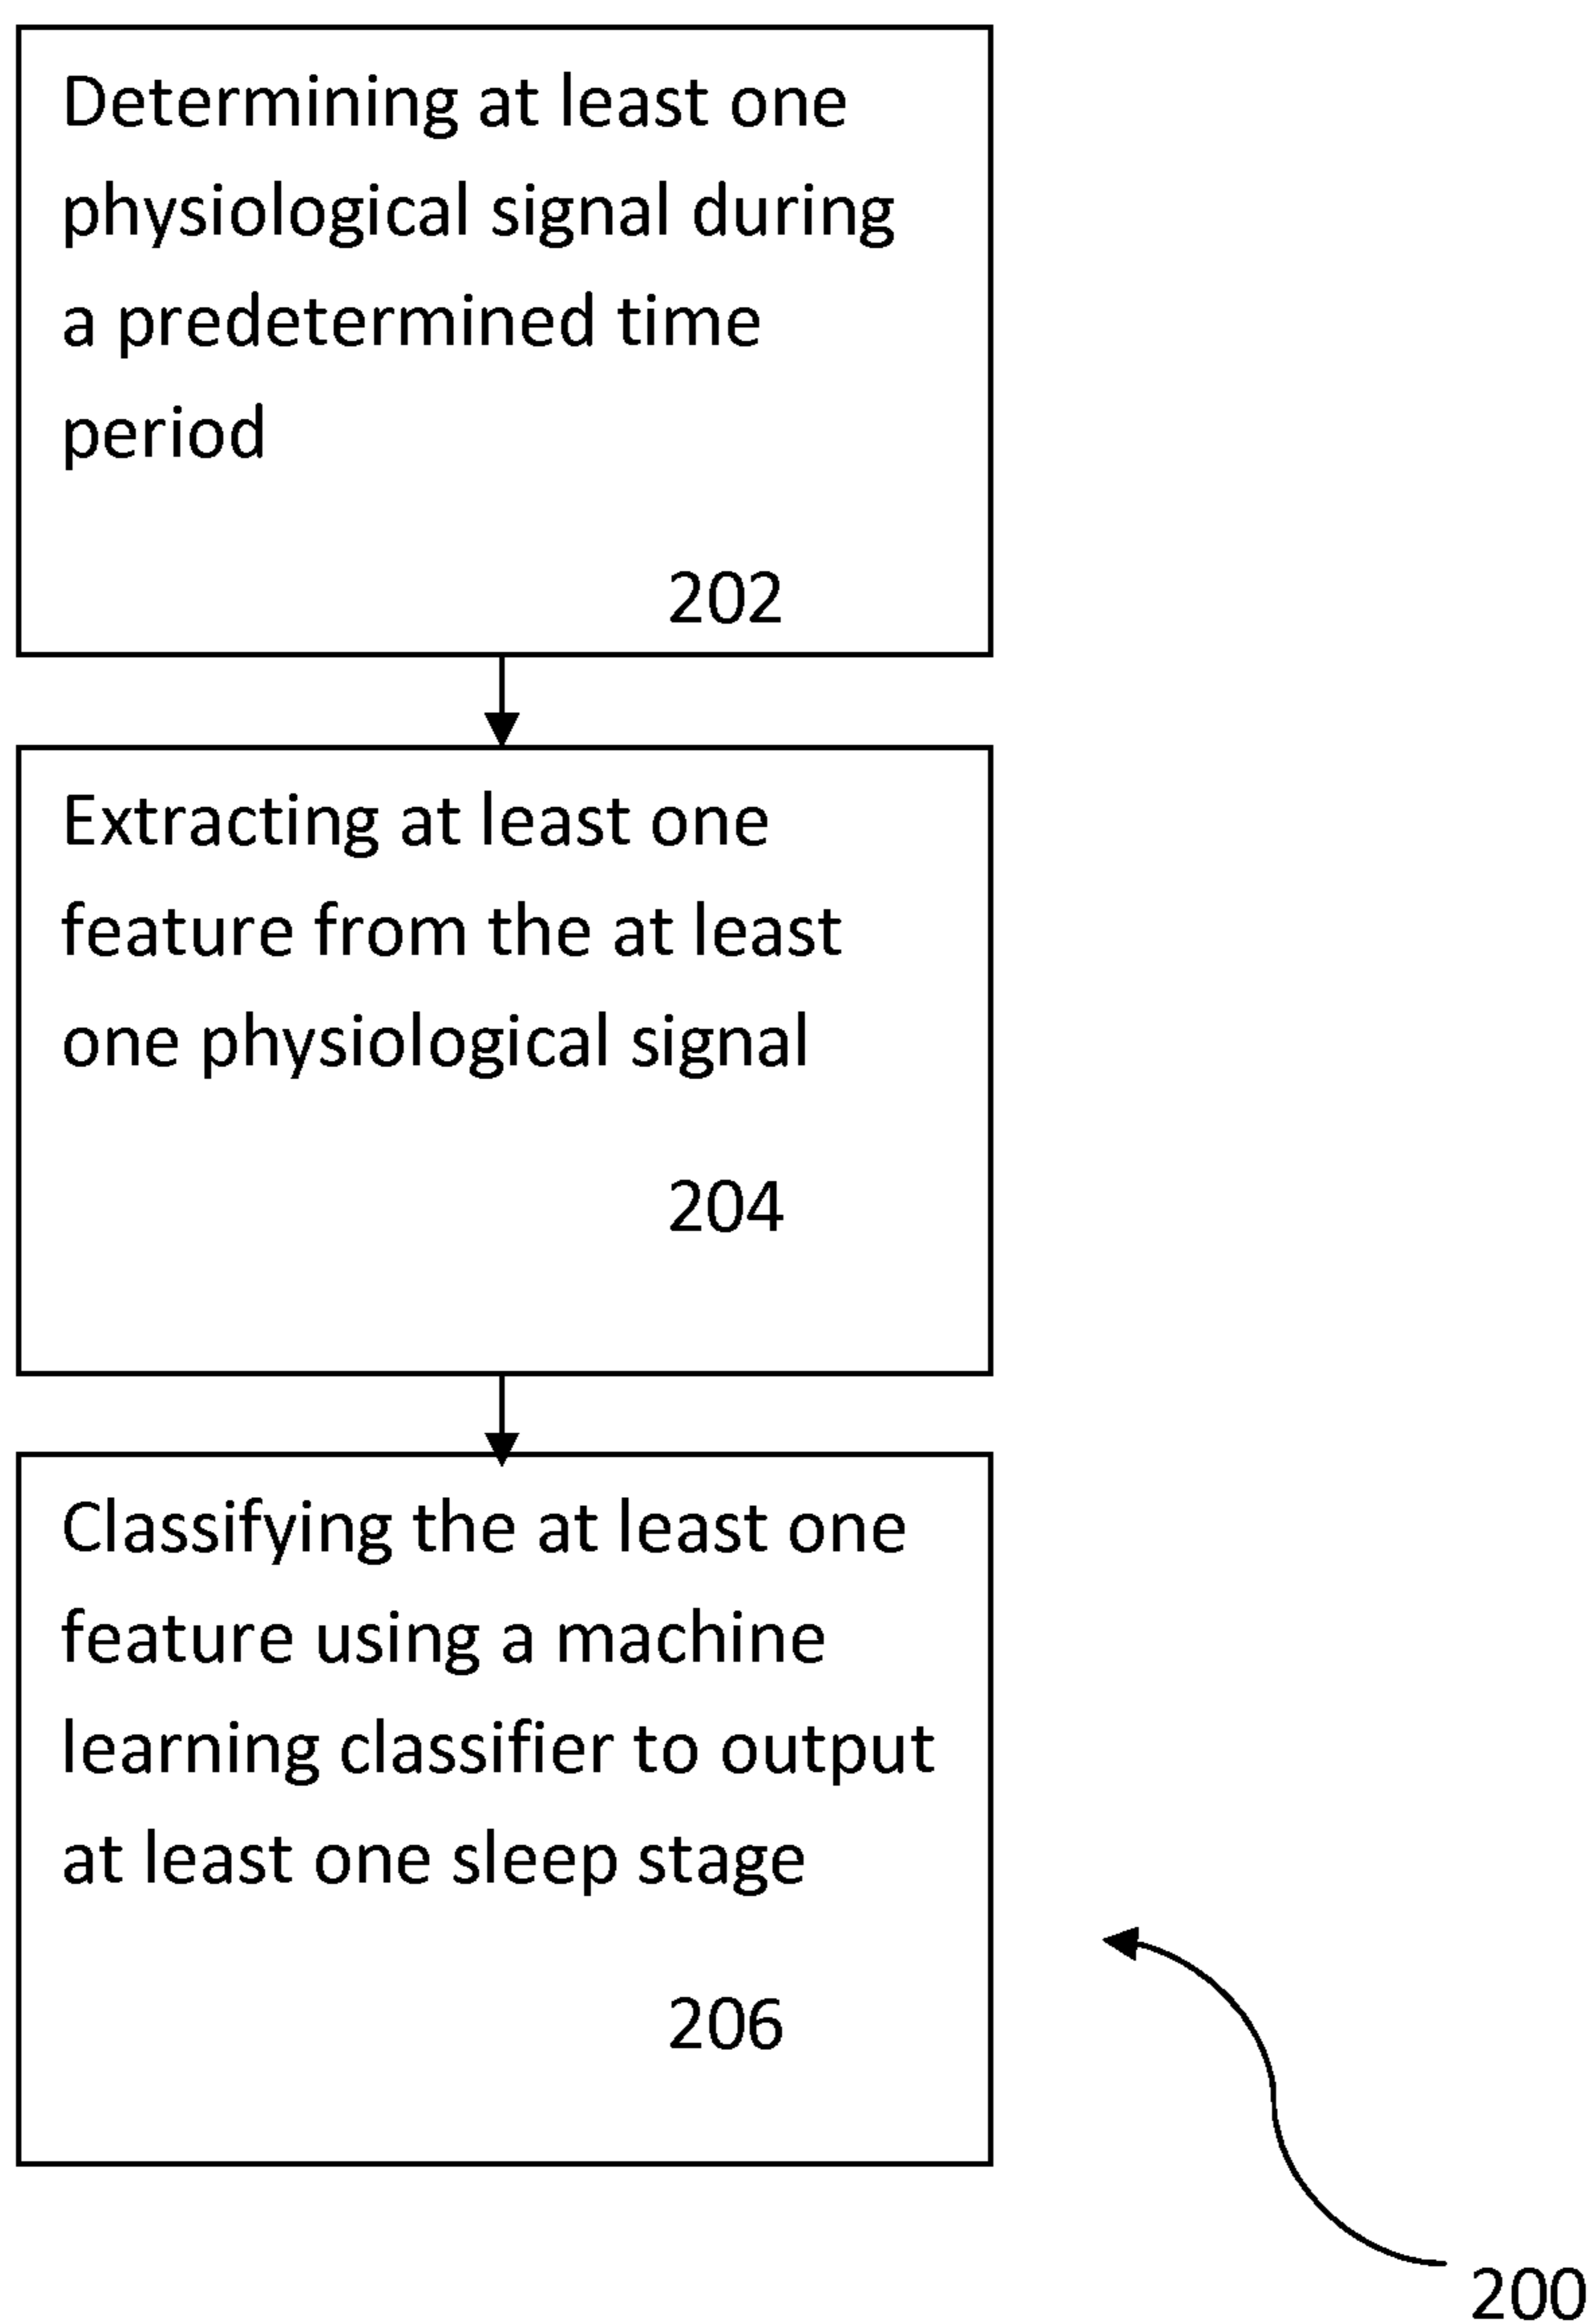 Determining at least one
physiological signal during
a predetermined time
period
202
Extracting at least one
feature from the at least
one physiological signal
204
Classifying the at least one
feature using a machine
learning classifier to output
at least one sleep stage
206
200